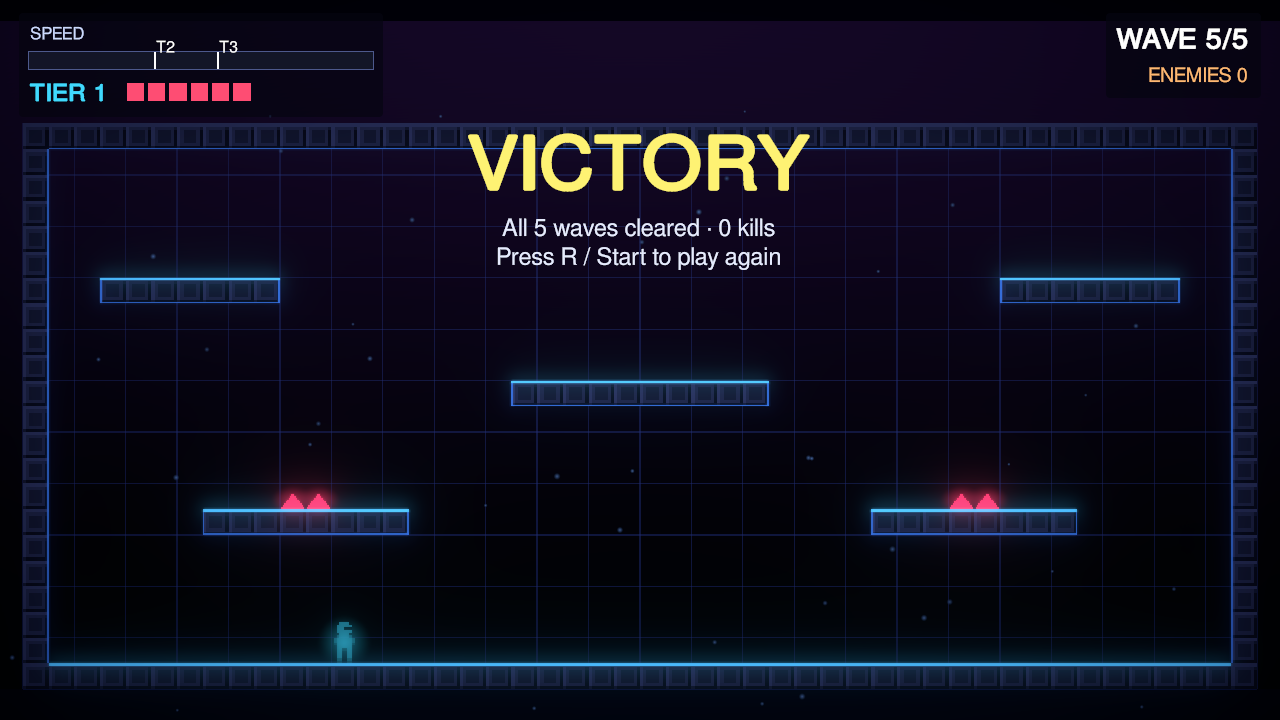 SPEED
T2 T3
TIER 1
WAVE 5/5
ENEMIES 0
VICTORY
All 5 waves cleared · 0 kills
Press R / Start to play again